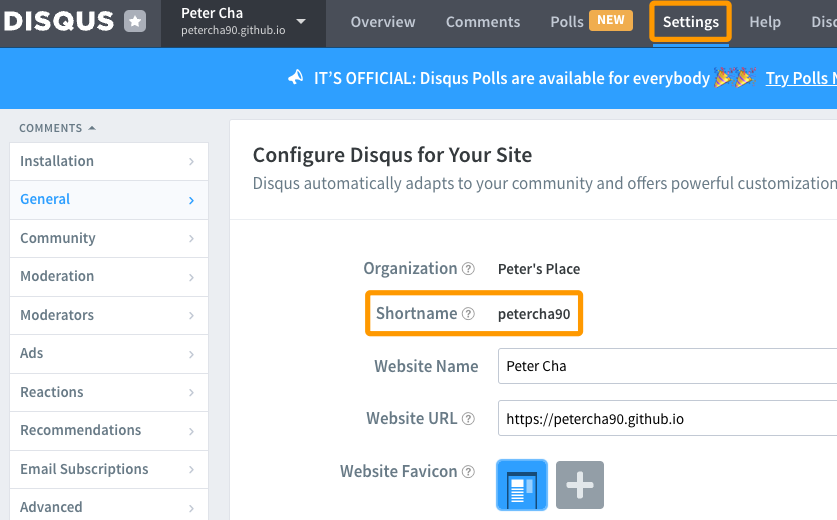 DISQUS
Peter Cha
petercha90.github.io
Overview
Comments
Polls NEW
Settings
Help
IT'S OFFICIAL: Disqus Polls are available for everybody 🎉🎉 Try Polls
COMMENTS
Installation
General
Community
Moderation
Moderators
Ads
Reactions
Recommendations
Email Subscriptions
Advanced
Configure Disqus for Your Site
Disqus automatically adapts to your community and offers powerful customization
Organization ? Peter's Place
Shortname ? petercha90
Website Name Peter Cha
Website URL ? https://petercha90.github.io
Website Favicon ?